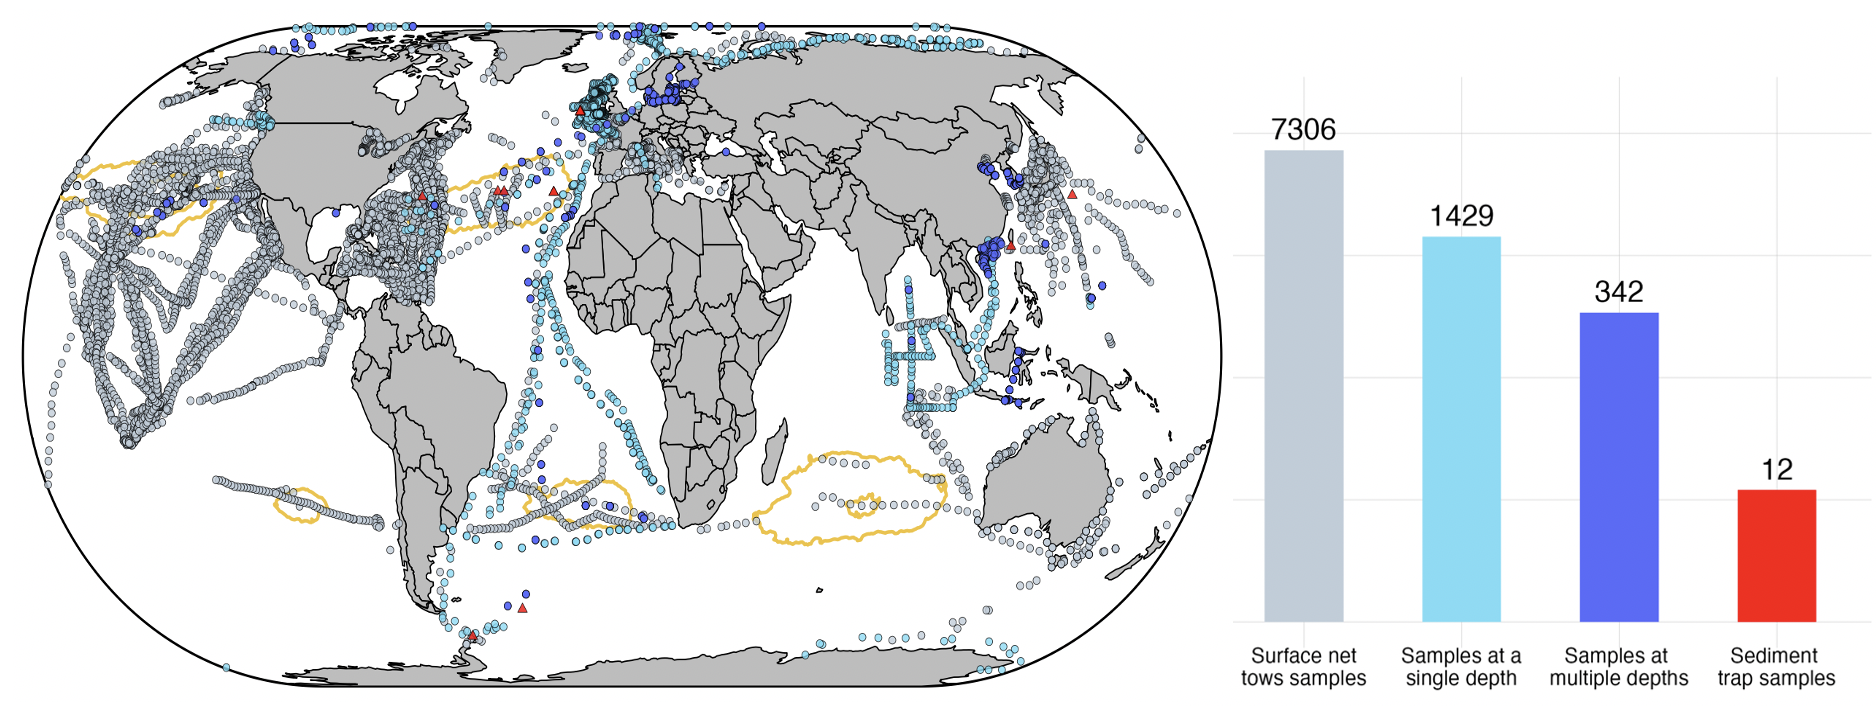 7306
1429
342
12
Surface net
tows samples
Samples at a
single depth
Samples at
multiple depths
Sediment
trap samples